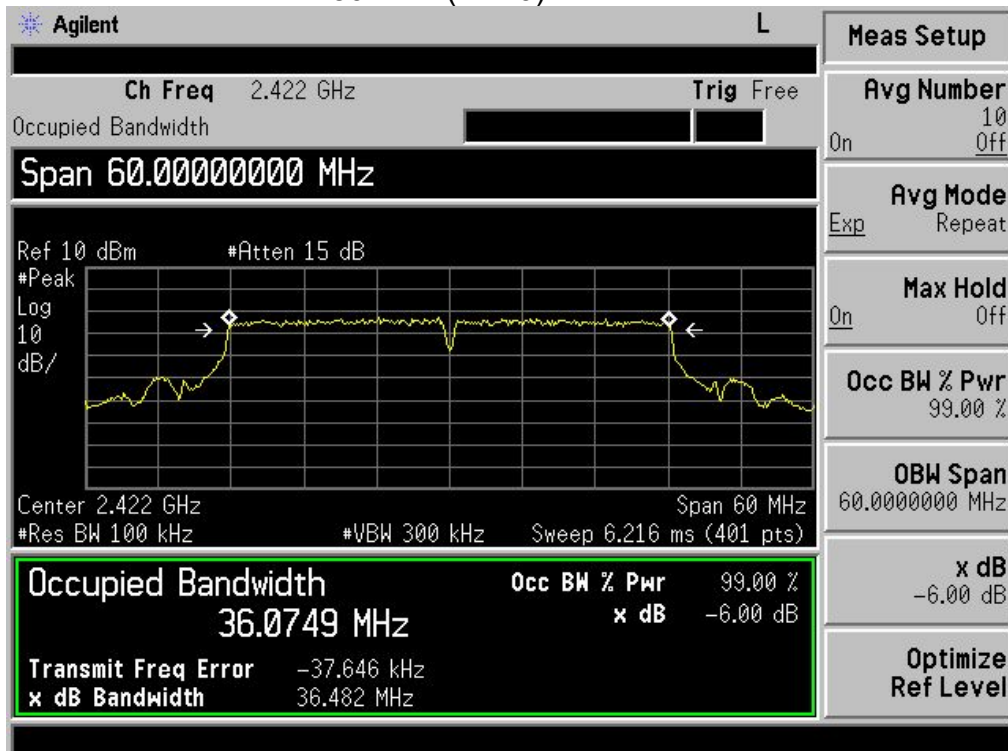 Agilent L
Meas Setup
Ch Freq 2.422 GHz Trig Free
Occupied Bandwidth
Span 60.00000000 MHz
Ref 10 dBm #Atten 15 dB
#Peak
Log
10
dB/
Center 2.422 GHz Span 60 MHz
#Res BW 100 kHz #VBW 300 kHz Sweep 6.216 ms (401 pts)
Occupied Bandwidth Occ BW % Pwr 99.00 %
36.0749 MHz x dB -6.00 dB
Transmit Freq Error -37.646 kHz
x dB Bandwidth 36.482 MHz
Avg Number
10
On Off
Avg Mode
Exp Repeat
Max Hold
On Off
Occ BW % Pwr
99.00 %
OBW Span
60.0000000 MHz
x dB
-6.00 dB
Optimize
Ref Level